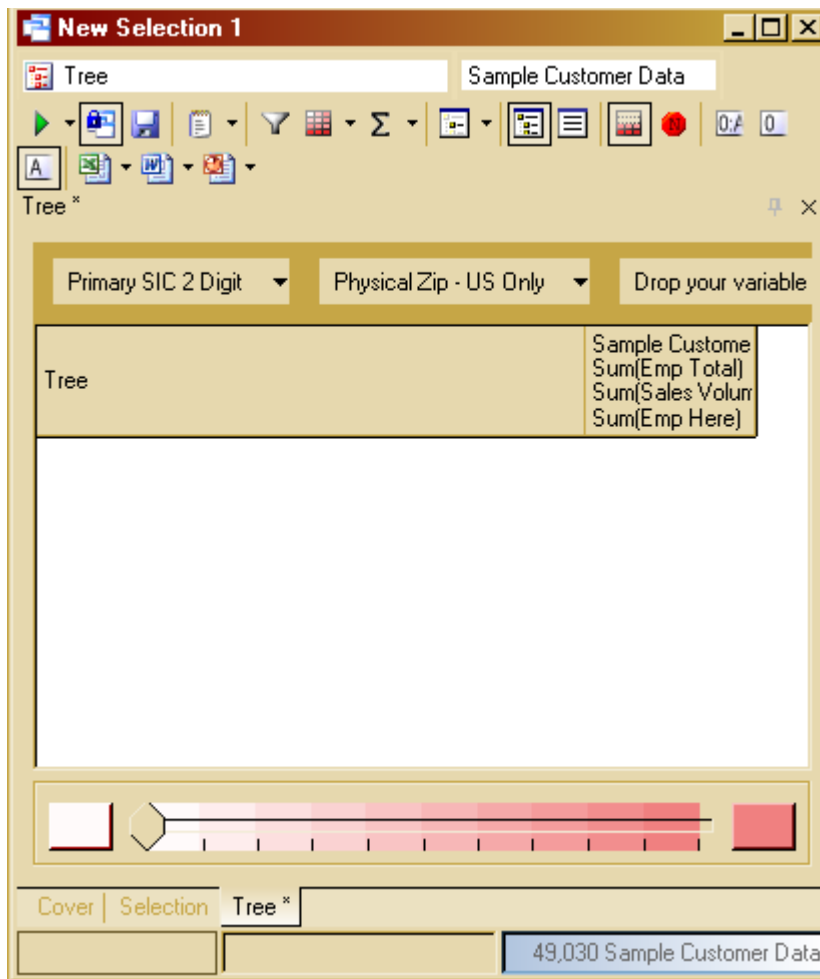 New Selection 1
Tree
Sample Customer Data
N
0:A
0
A
Tree *
Primary SIC 2 Digit
Physical Zip - US Only
Drop your variable
Tree
Sample Custome
Sum(Emp Total)
Sum(Sales Volum
Sum(Emp Here)
Cover | Selection
Tree *
49,030 Sample Customer Data